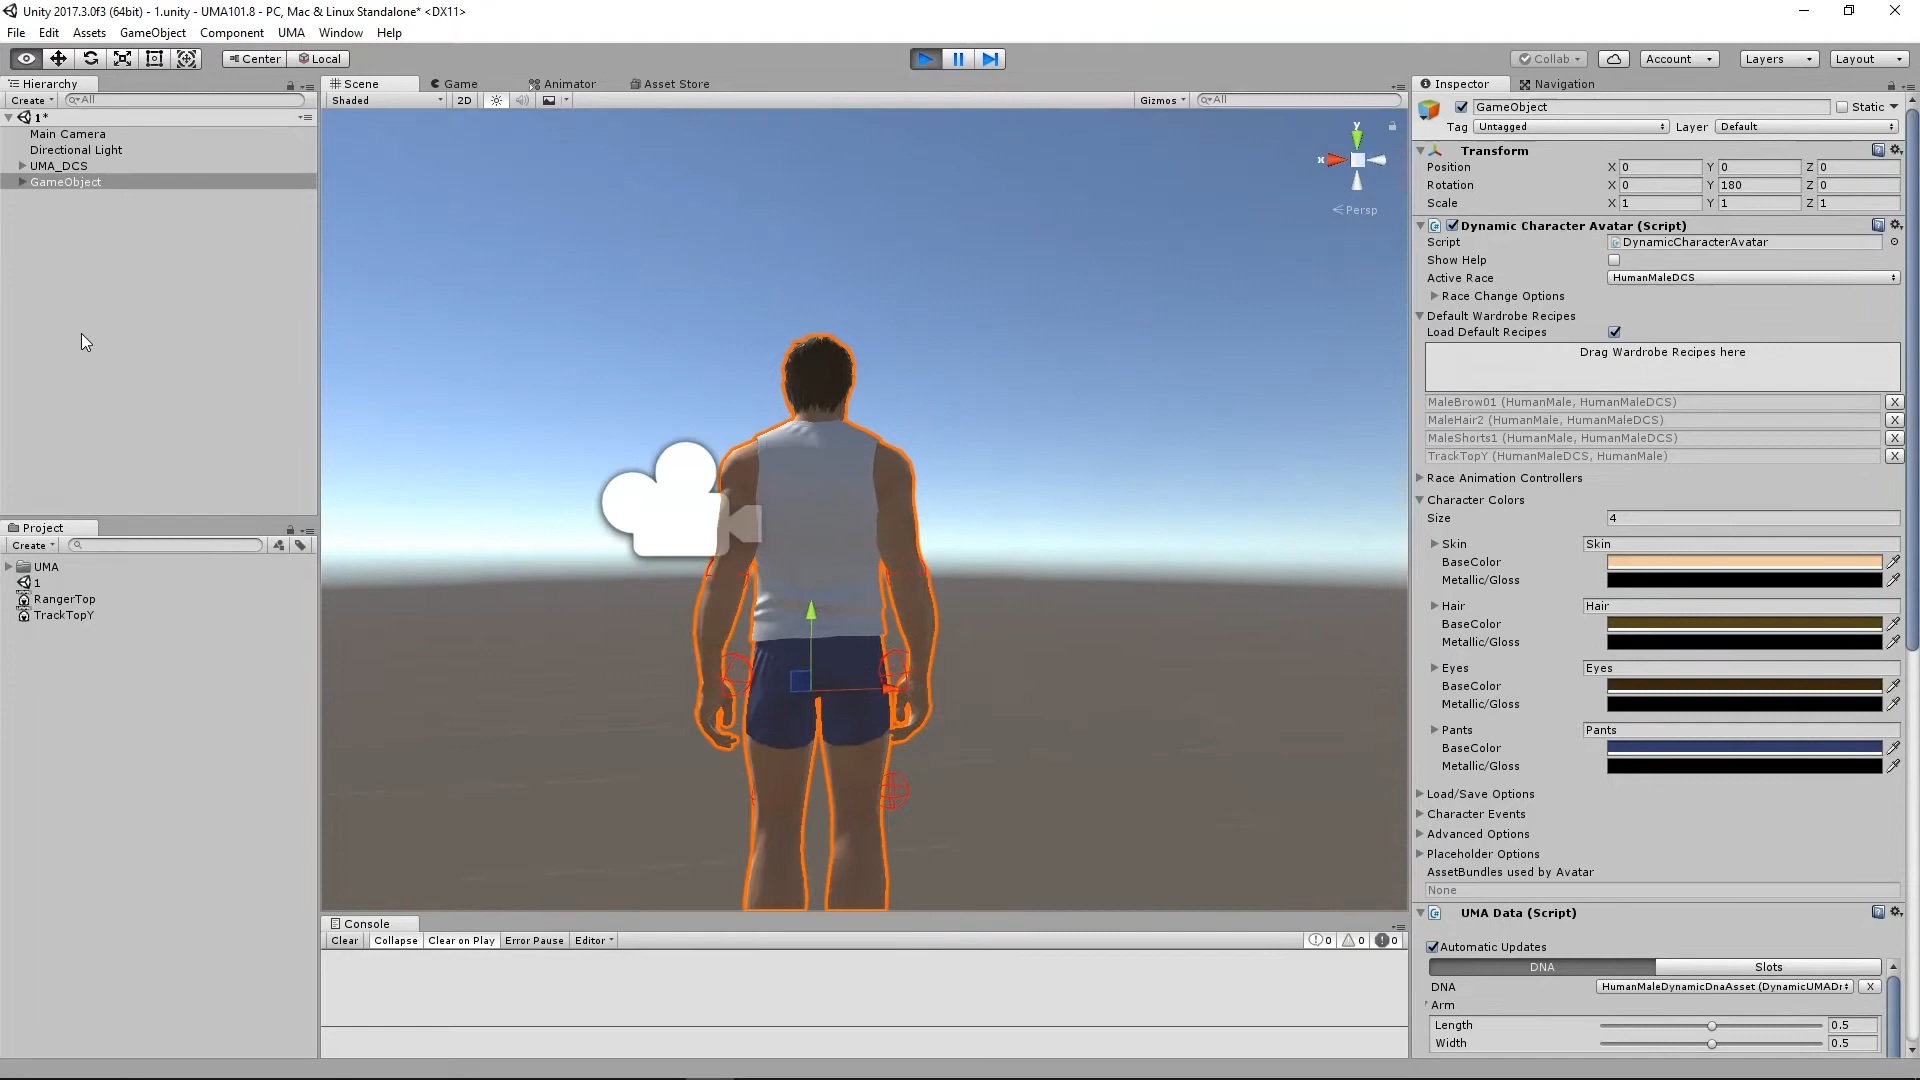 Unity 2017.3.0f3 (64bit) - 1.unity - UMA101.8 - PC, Mac & Linux Standalone* <DX11>
File Edit Assets GameObject Component UMA Window Help
Center Local Collab Account Layers Layout
Hierarchy
Create All
1*
Main Camera
Directional Light
UMA_DCS
GameObject
Project
Create
UMA
1
RangerTop
TrackTopY
Scene Game Animator Asset Store
Shaded 2D Gizmos All
y
x
Persp
Console
Clear Collapse Clear on Play Error Pause Editor 0 0 0
Inspector Navigation
GameObject Static
Tag Untagged Layer Default
Transform
Position X 0 Y 0 Z 0
Rotation X 0 Y 180 Z 0
Scale X 1 Y 1 Z 1
Dynamic Character Avatar (Script)
Script DynamicCharacterAvatar
Show Help
Active Race HumanMaleDCS
Race Change Options
Default Wardrobe Recipes
Load Default Recipes
Drag Wardrobe Recipes here
MaleBrow01 (HumanMale, HumanMaleDCS) X
MaleHair2 (HumanMale, HumanMaleDCS) X
MaleShorts1 (HumanMale, HumanMaleDCS) X
TrackTopY (HumanMaleDCS, HumanMale) X
Race Animation Controllers
Character Colors
Size 4
Skin Skin
BaseColor
Metallic/Gloss
Hair Hair
BaseColor
Metallic/Gloss
Eyes Eyes
BaseColor
Metallic/Gloss
Pants Pants
BaseColor
Metallic/Gloss
Load/Save Options
Character Events
Advanced Options
Placeholder Options
AssetBundles used by Avatar
None
UMA Data (Script)
Automatic Updates
DNA Slots
DNA HumanMaleDynamicDnaAsset (DynamicUMADn X
Arm
Length 0.5
Width 0.5